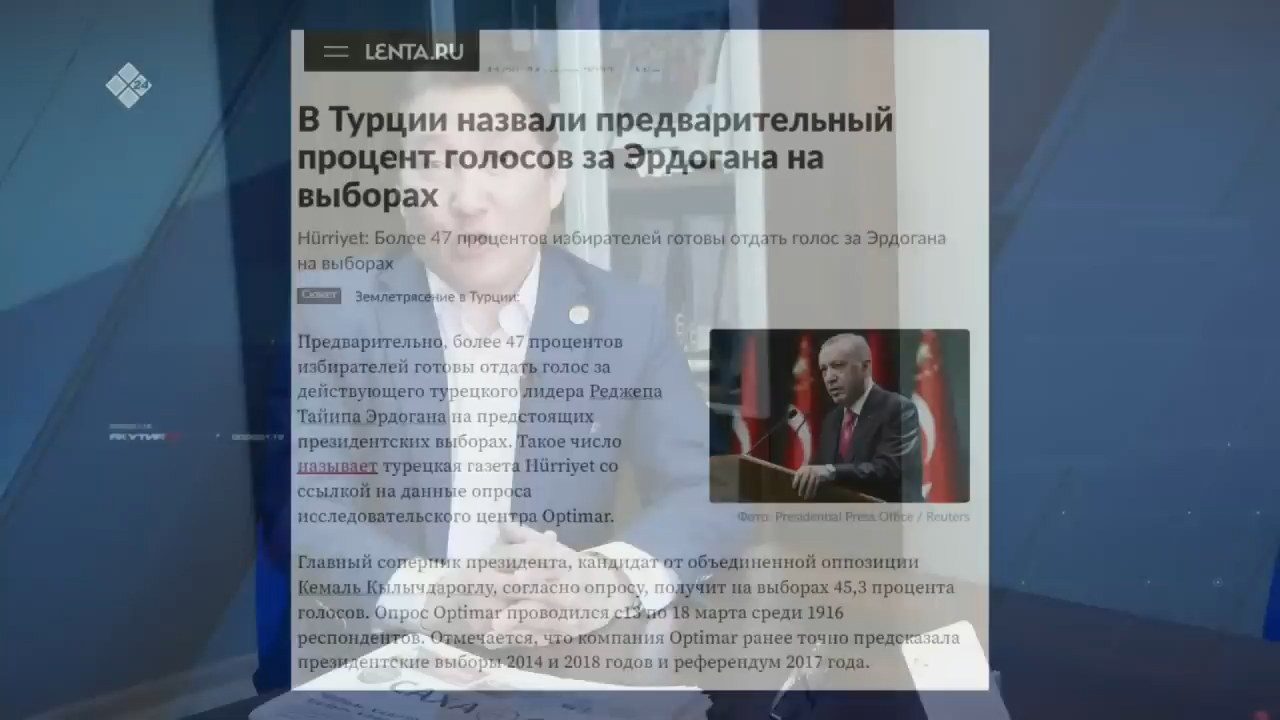 LENTA.RU
24
В Турции назвали предварительный
процент голосов за Эрдогана на
выборах
Hürriyet: Более 47 процентов избирателей готовы отдать голос за Эрдогана
на выборах
Сюжет Землетрясение в Турции:
Предварительно, более 47 процентов
избирателей готовы отдать голос за
действующего турецкого лидера Реджепа
Тайипа Эрдогана на предстоящих
президентских выборах. Такое число
называет турецкая газета Hürriyet со
ссылкой на данные опроса
исследовательского центра Optimar.
Фото: Presidential Press Office / Reuters
Главный соперник президента, кандидат от объединенной оппозиции
Кемаль Кылычдароглу, согласно опросу, получит на выборах 45,3 процента
голосов. Опрос Optimar проводился с13 по 18 марта среди 1916
респондентов. Отмечается, что компания Optimar ранее точно предсказала
президентские выборы 2014 и 2018 годов и референдум 2017 года.
ЯКУТИЯ
САХА